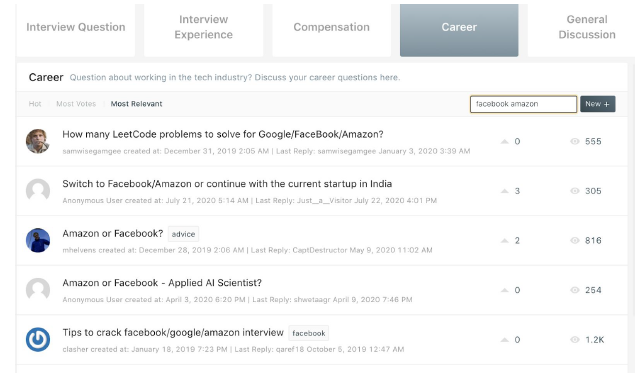 Interview Question
Interview
Experience
Compensation
Career
General
Discussion
Career Question about working in the tech industry? Discuss your career questions here.
Hot Most Votes Most Relevant facebook amazon New +
How many LeetCode problems to solve for Google/FaceBook/Amazon?
samwisegamgee created at: December 31, 2019 2:05 AM | Last Reply: samwisegamgee January 3, 2020 3:39 AM
0 555
Switch to Facebook/Amazon or continue with the current startup in India
Anonymous User created at: July 21, 2020 5:14 AM | Last Reply: Just__a__Visitor July 22, 2020 4:01 PM
3 305
Amazon or Facebook? advice
mhelvens created at: December 28, 2019 2:06 AM | Last Reply: CaptDestructor May 9, 2020 11:02 AM
2 816
Amazon or Facebook - Applied AI Scientist?
Anonymous User created at: April 3, 2020 6:20 PM | Last Reply: shwetaagr April 9, 2020 7:46 PM
0 254
Tips to crack facebook/google/amazon interview facebook
clasher created at: January 18, 2019 7:23 PM | Last Reply: qaref18 October 5, 2019 12:47 AM
0 1.2K